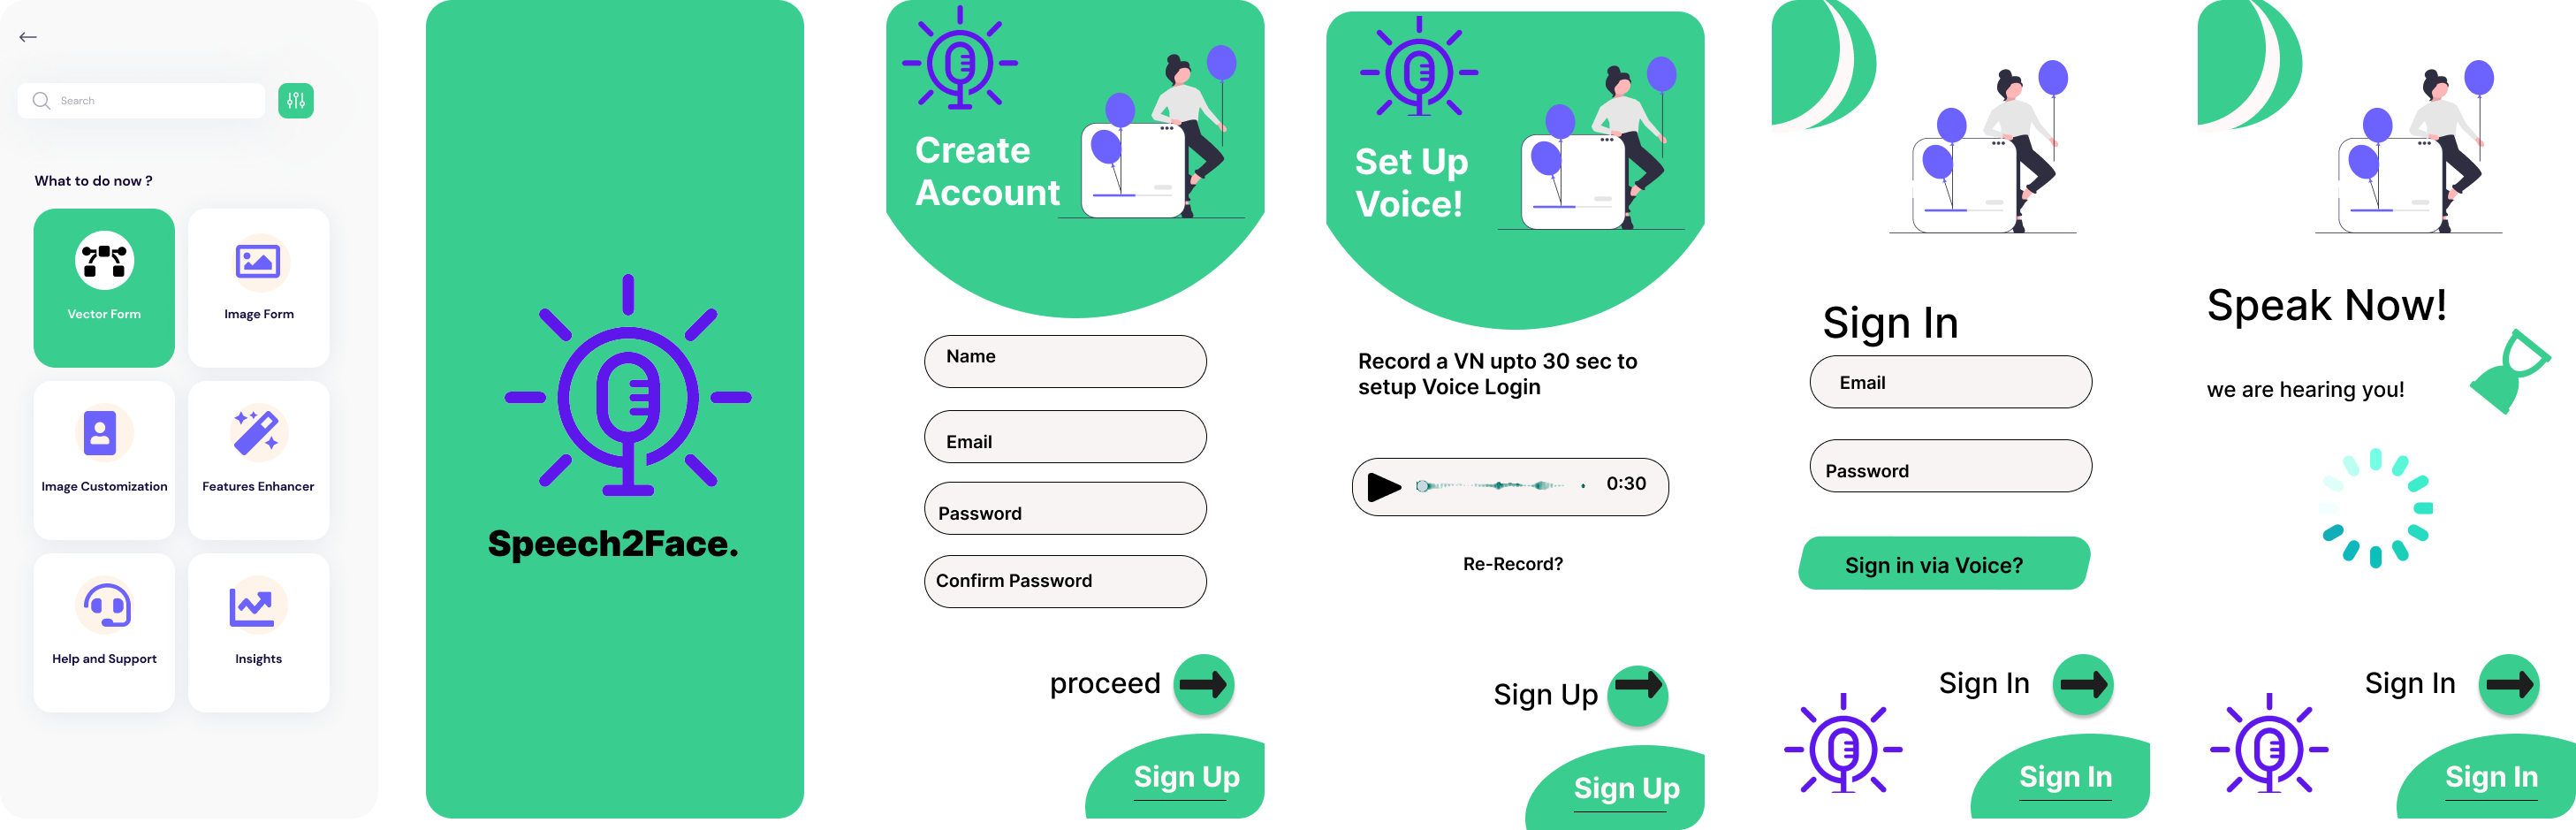 Search
What to do now ?
Vector Form
Image Form
Image Customization
Features Enhancer
Help and Support
Insights
Speech2Face.
Create
Account
Name
Email
Password
Confirm Password
proceed
Sign Up
Set Up
Voice!
Record a VN upto 30 sec to
setup Voice Login
0:30
Re-Record?
Sign Up
Sign Up
Sign In
Email
Password
Sign in via Voice?
Sign In
Sign In
Speak Now!
we are hearing you!
Sign In
Sign In